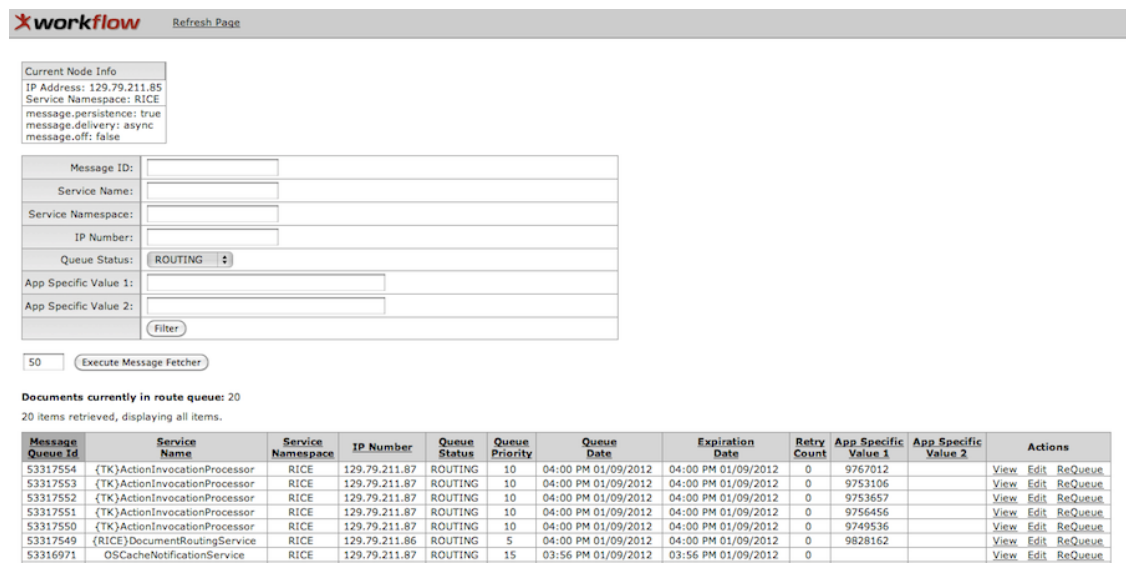 workflow Refresh Page
Current Node Info
IP Address: 129.79.211.85
Service Namespace: RICE
message.persistence: true
message.delivery: async
message.off: false
Message ID:
Service Name:
Service Namespace:
IP Number:
Queue Status: ROUTING
App Specific Value 1:
App Specific Value 2:
Filter
50 Execute Message Fetcher
Documents currently in route queue: 20
20 items retrieved, displaying all items.
Message Queue Id Service Name Service Namespace IP Number Queue Status Queue Priority Queue Date Expiration Date Retry Count App Specific Value 1 App Specific Value 2 Actions
53317554 {TK}ActionInvocationProcessor RICE 129.79.211.87 ROUTING 10 04:00 PM 01/09/2012 04:00 PM 01/09/2012 0 9767012 View Edit ReQueue
53317553 {TK}ActionInvocationProcessor RICE 129.79.211.87 ROUTING 10 04:00 PM 01/09/2012 04:00 PM 01/09/2012 0 9753106 View Edit ReQueue
53317552 {TK}ActionInvocationProcessor RICE 129.79.211.87 ROUTING 10 04:00 PM 01/09/2012 04:00 PM 01/09/2012 0 9753657 View Edit ReQueue
53317551 {TK}ActionInvocationProcessor RICE 129.79.211.87 ROUTING 10 04:00 PM 01/09/2012 04:00 PM 01/09/2012 0 9756456 View Edit ReQueue
53317550 {TK}ActionInvocationProcessor RICE 129.79.211.87 ROUTING 10 04:00 PM 01/09/2012 04:00 PM 01/09/2012 0 9749536 View Edit ReQueue
53317549 {RICE}DocumentRoutingService RICE 129.79.211.86 ROUTING 5 04:00 PM 01/09/2012 04:00 PM 01/09/2012 0 9828162 View Edit ReQueue
53316971 OSCacheNotificationService RICE 129.79.211.87 ROUTING 15 03:56 PM 01/09/2012 03:56 PM 01/09/2012 0 View Edit ReQueue